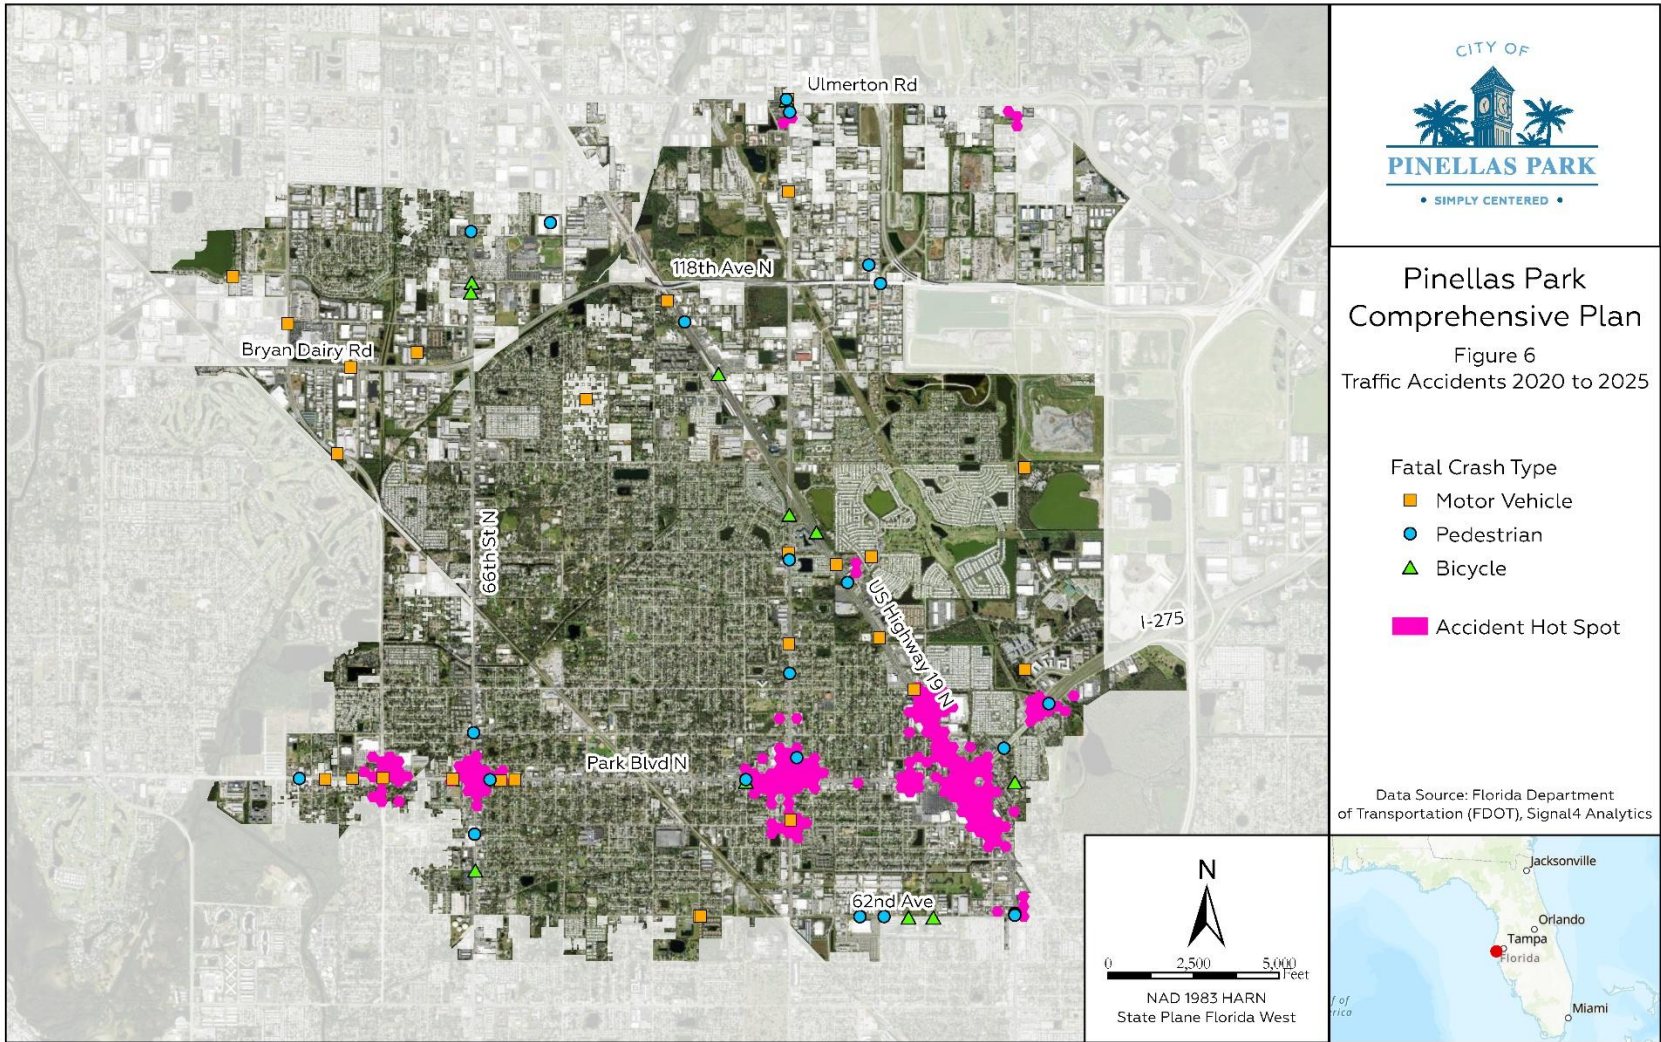 Ulmerton Rd
118th Ave N
Bryan Dairy Rd
66th St N
US Highway 19 N
I-275
Park Blvd N
62nd Ave
N
0 2,500 5,000
Feet
NAD 1983 HARN
State Plane Florida West
CITY OF
PINELLAS PARK
• SIMPLY CENTERED •
Pinellas Park
Comprehensive Plan
Figure 6
Traffic Accidents 2020 to 2025
Fatal Crash Type
Motor Vehicle
Pedestrian
Bicycle
Accident Hot Spot
Data Source: Florida Department
of Transportation (FDOT), Signal4 Analytics
Jacksonville
Orlando
Tampa
Florida
Miami
f of
rica